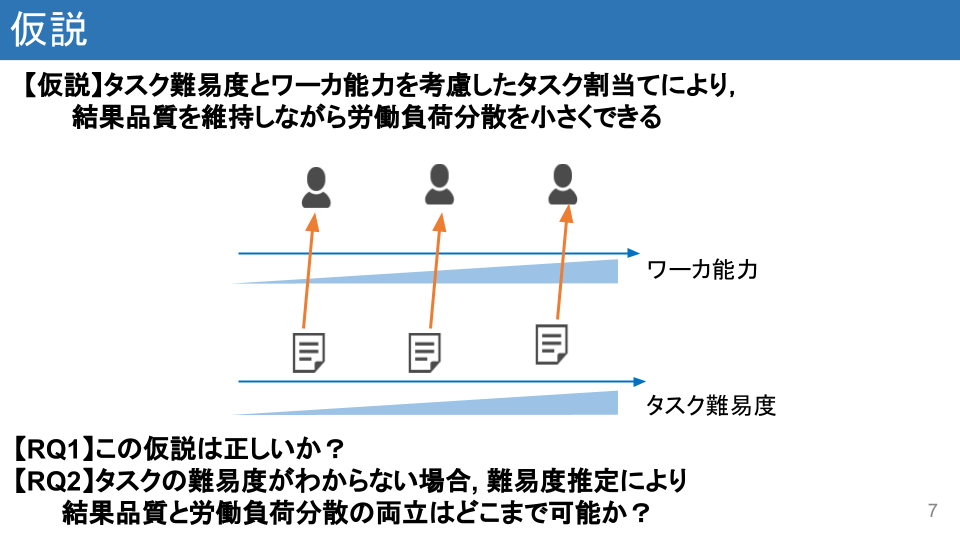 仮説
【仮説】タスク難易度とワーカ能力を考慮したタスク割当てにより,
結果品質を維持しながら労働負荷分散を小さくできる
ワーカ能力
タスク難易度
【RQ1】この仮説は正しいか？
【RQ2】タスクの難易度がわからない場合, 難易度推定により
結果品質と労働負荷分散の両立はどこまで可能か？
7